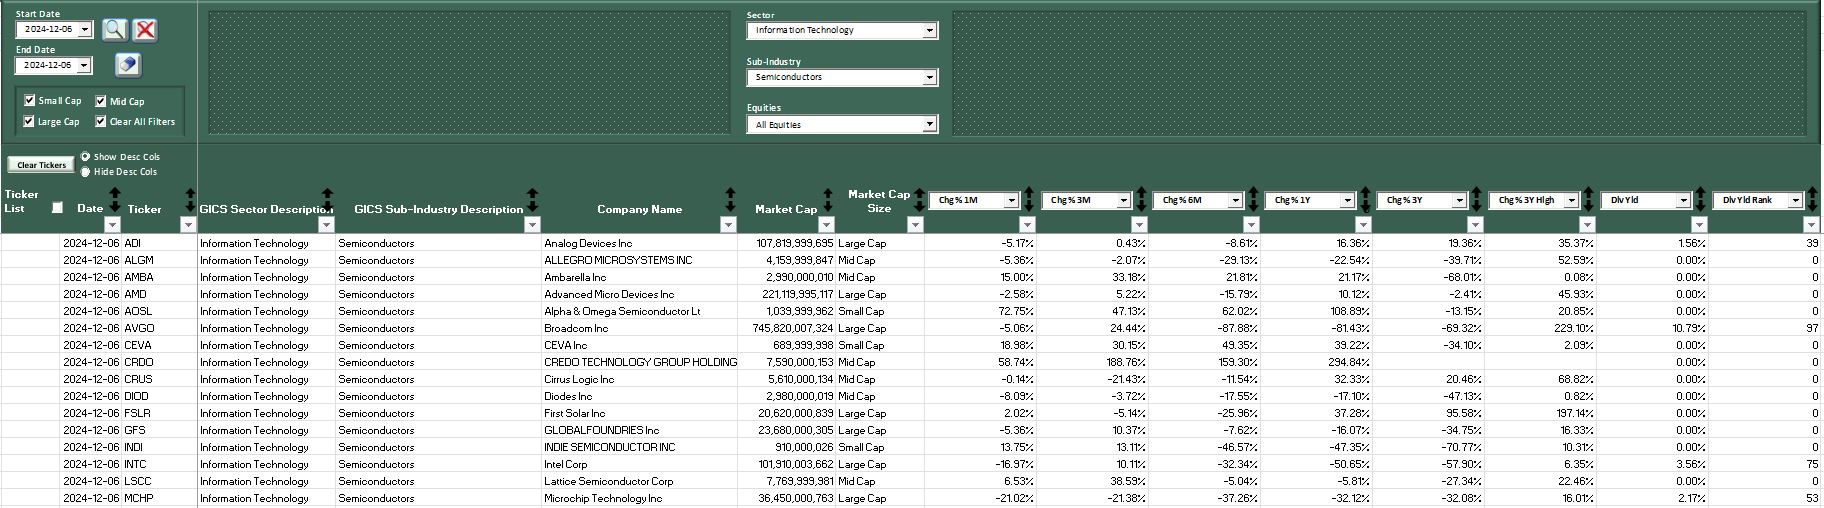 Start Date
2024-12-06
End Date
2024-12-06
Small Cap Mid Cap
Large Cap Clear All Filters
Sector
Information Technology
Sub-Industry
Semiconductors
Equities
All Equities
Clear Tickers
Show Desc Cols
Hide Desc Cols
Ticker List Date Ticker GICS Sector Description GICS Sub-Industry Description Company Name Market Cap Market Cap Size Chg % 1M Chg % 3M Chg % 6M Chg % 1Y Chg % 3Y Chg % 3Y High Div Yld Div Yld Rank
2024-12-06 ADI Information Technology Semiconductors Analog Devices Inc 107,819,999,695 Large Cap -5.17% 0.43% -8.61% 16.36% 19.36% 35.37% 1.56% 39
2024-12-06 ALGM Information Technology Semiconductors ALLEGRO MICROSYSTEMS INC 4,159,999,847 Mid Cap -5.36% -2.07% -29.13% -22.54% -39.71% 52.59% 0.00% 0
2024-12-06 AMBA Information Technology Semiconductors Ambarella Inc 2,990,000,010 Mid Cap 15.00% 33.18% 21.81% 21.17% -68.01% 0.08% 0.00% 0
2024-12-06 AMD Information Technology Semiconductors Advanced Micro Devices Inc 221,119,995,117 Large Cap -2.58% 5.22% -15.79% 10.12% -2.41% 45.93% 0.00% 0
2024-12-06 AOSL Information Technology Semiconductors Alpha & Omega Semiconductor Lt 1,039,999,962 Small Cap 72.75% 47.13% 62.02% 108.89% -13.15% 20.85% 0.00% 0
2024-12-06 AVGO Information Technology Semiconductors Broadcom Inc 745,820,007,324 Large Cap -5.06% 24.44% -87.88% -81.43% -69.32% 229.10% 10.79% 97
2024-12-06 CEVA Information Technology Semiconductors CEVA Inc 689,999,998 Small Cap 18.98% 30.15% 49.35% 39.22% -34.10% 2.09% 0.00% 0
2024-12-06 CRDO Information Technology Semiconductors CREDO TECHNOLOGY GROUP HOLDING 7,590,000,153 Mid Cap 58.74% 188.76% 159.30% 294.84% 0.00% 0
2024-12-06 CRUS Information Technology Semiconductors Cirrus Logic Inc 5,610,000,134 Mid Cap -0.14% -21.43% -11.54% 32.33% 20.46% 68.82% 0.00% 0
2024-12-06 DIOD Information Technology Semiconductors Diodes Inc 2,980,000,019 Mid Cap -8.09% -3.72% -17.55% -17.10% -47.13% 0.82% 0.00% 0
2024-12-06 FSLR Information Technology Semiconductors First Solar Inc 20,620,000,839 Large Cap 2.02% -5.14% -25.96% 37.28% 95.58% 197.14% 0.00% 0
2024-12-06 GFS Information Technology Semiconductors GLOBALFOUNDRIES Inc 23,680,000,305 Large Cap -5.36% 10.37% -7.62% -16.07% -34.75% 16.33% 0.00% 0
2024-12-06 INDI Information Technology Semiconductors INDIE SEMICONDUCTOR INC 910,000,026 Small Cap 13.75% 13.11% -46.57% -47.35% -70.77% 10.31% 0.00% 0
2024-12-06 INTC Information Technology Semiconductors Intel Corp 101,910,003,662 Large Cap -16.97% 10.11% -32.34% -50.65% -57.90% 6.35% 3.56% 75
2024-12-06 LSCC Information Technology Semiconductors Lattice Semiconductor Corp 7,769,999,981 Mid Cap 6.53% 38.59% -5.04% -5.81% -27.34% 22.46% 0.00% 0
2024-12-06 MCHP Information Technology Semiconductors Microchip Technology Inc 36,450,000,763 Large Cap -21.02% -21.38% -37.26% -32.12% -32.08% 16.01% 2.17% 53